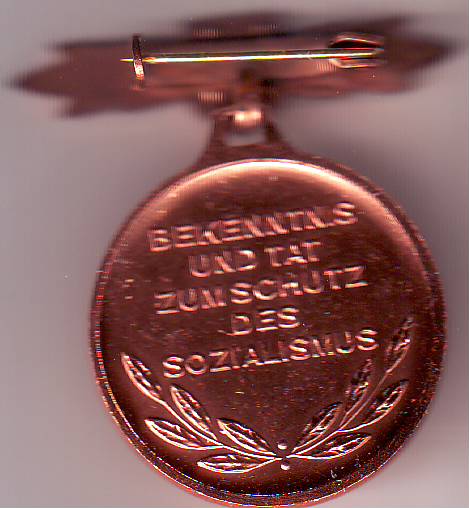 BEKENNTNIS
UND TAT
ZUM SCHUTZ
DES
SOZIALISMUS